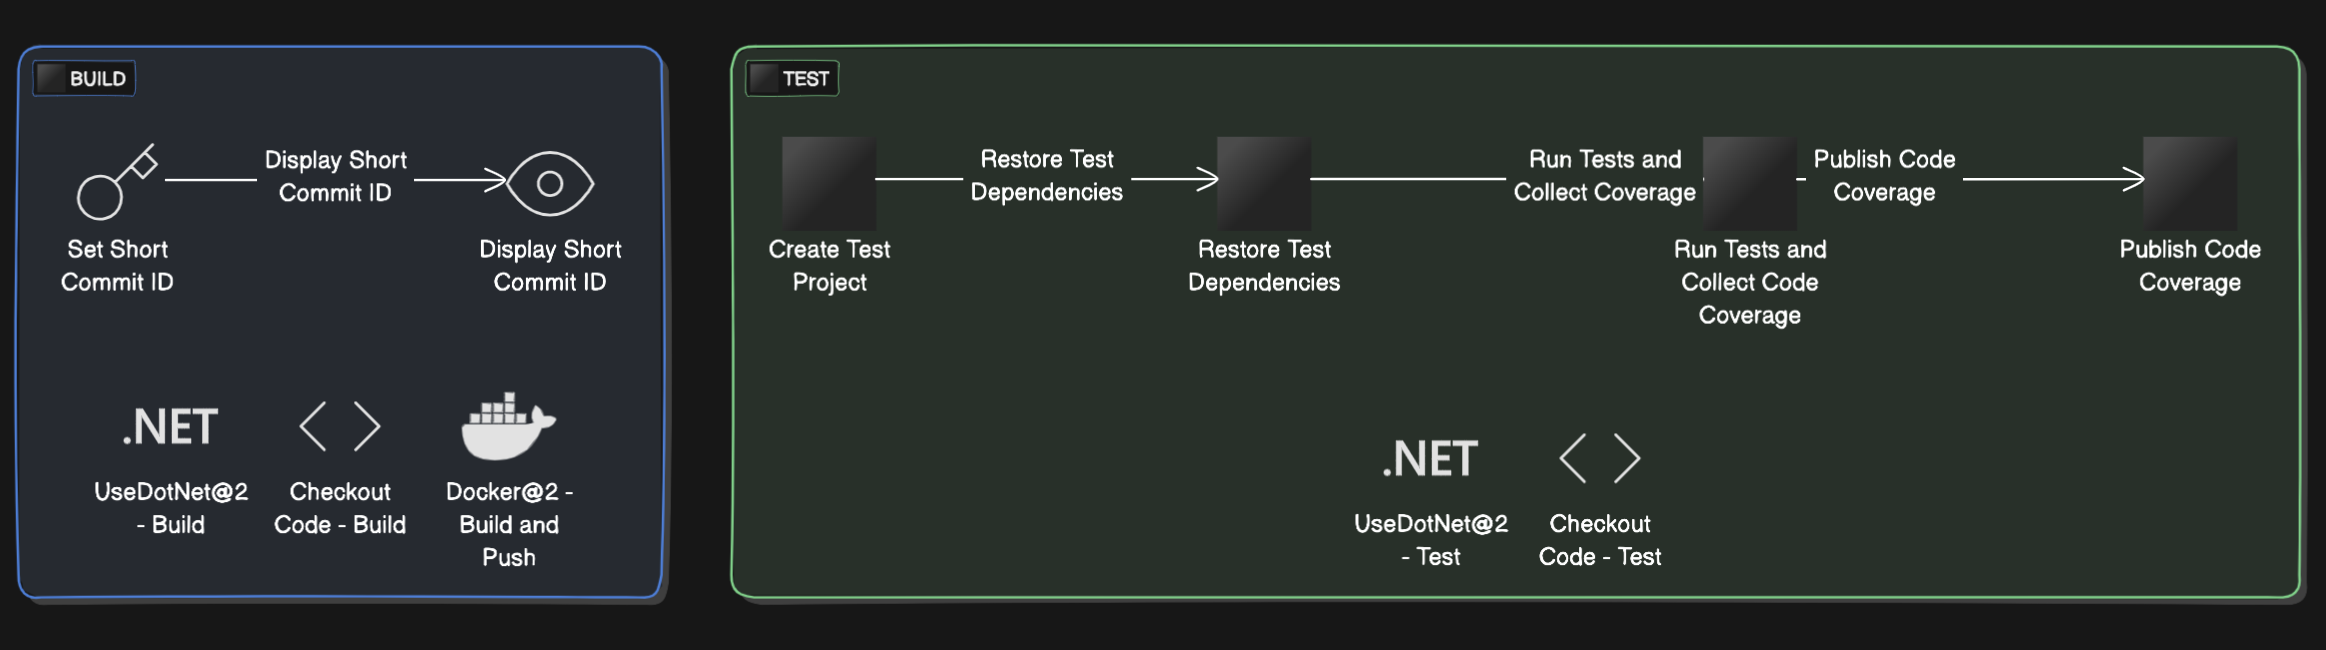 BUILD
Display Short
Commit ID
Set Short
Commit ID
Display Short
Commit ID
.NET
UseDotNet@2
- Build
Checkout
Code - Build
Docker@2 -
Build and
Push
TEST
Restore Test
Dependencies
Run Tests and
Collect Coverage
Publish Code
Coverage
Create Test
Project
Restore Test
Dependencies
Run Tests and
Collect Code
Coverage
Publish Code
Coverage
.NET
UseDotNet@2
- Test
Checkout
Code - Test